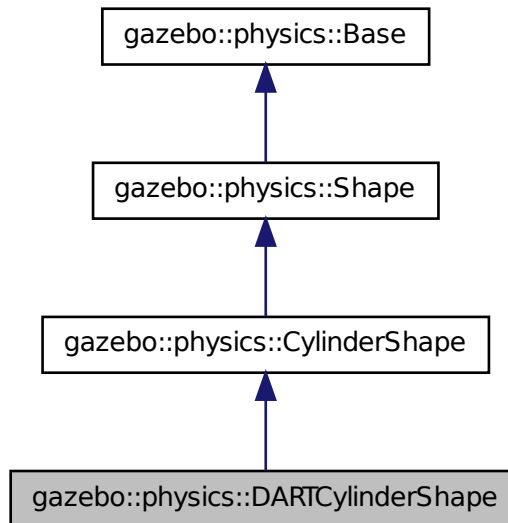 gazebo::physics::Base
gazebo::physics::Shape
gazebo::physics::CylinderShape
gazebo::physics::DARTCylinderShape